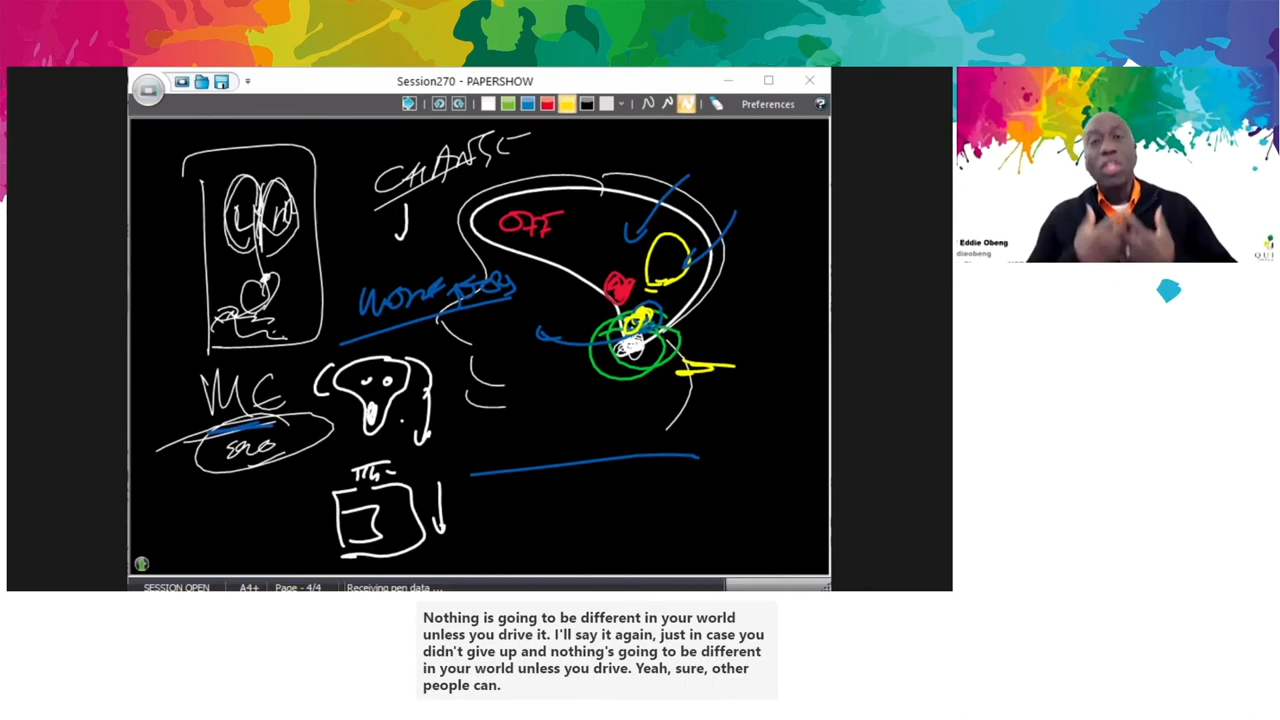 Session270 - PAPERSHOW
Preferences
CHANGE
OFF
ME
Eddie Obeng
dieobeng
QU
SESSION OPEN A4+ Page - 4/4 Receiving pen data ...
Nothing is going to be different in your world
unless you drive it. I'll say it again, just in case you
didn't give up and nothing's going to be different
in your world unless you drive. Yeah, sure, other
people can.